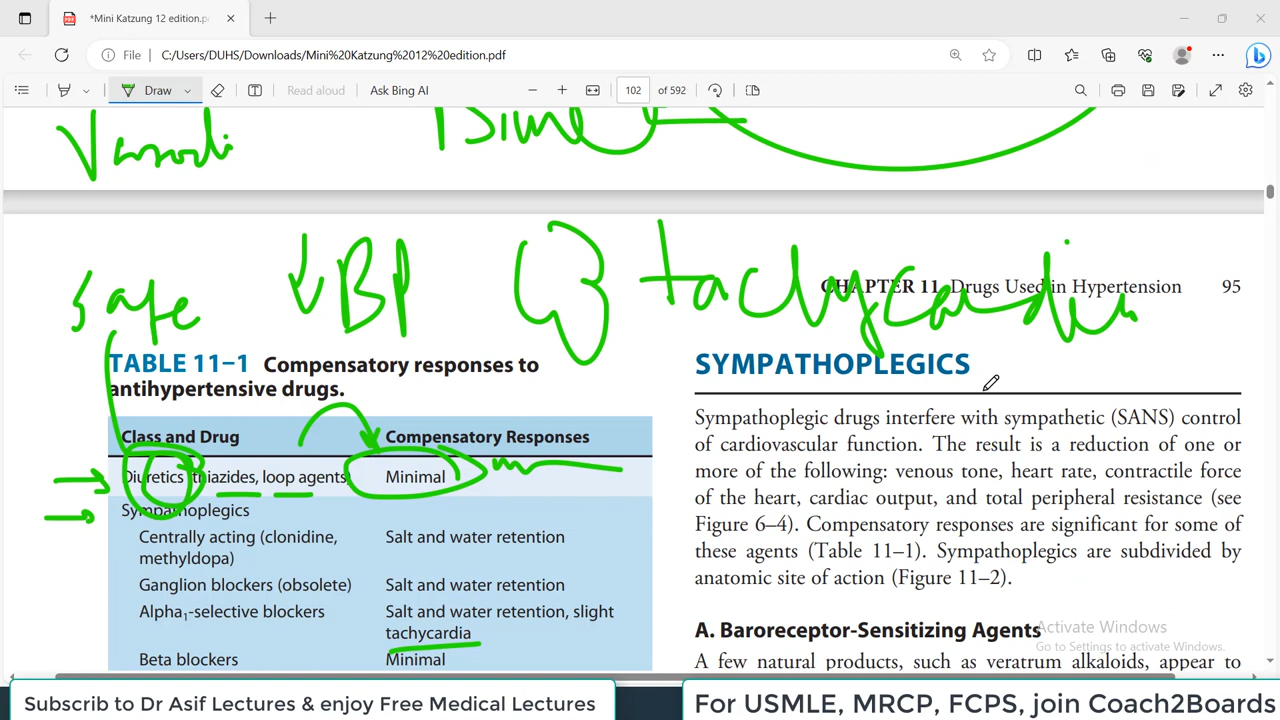 *Mini Katzung 12 edition.p
File
C:/Users/DUHS/Downloads/Mini%20Katzung%2012%20edition.pdf
Draw
Read aloud
Ask Bing AI
102 of 592
Vasodi
safe ↓BP tachycardia
CHAPTER 11 Drugs Used in Hypertension 95
TABLE 11–1 Compensatory responses to
antihypertensive drugs.
Class and Drug Compensatory Responses
Diuretics (thiazides, loop agents) Minimal
Sympathoplegics
Centrally acting (clonidine, Salt and water retention
methyldopa)
Ganglion blockers (obsolete) Salt and water retention
Alpha1-selective blockers Salt and water retention, slight
tachycardia
Beta blockers Minimal
SYMPATHOPLEGICS
Sympathoplegic drugs interfere with sympathetic (SANS) control
of cardiovascular function. The result is a reduction of one or
more of the following: venous tone, heart rate, contractile force
of the heart, cardiac output, and total peripheral resistance (see
Figure 6–4). Compensatory responses are significant for some of
these agents (Table 11–1). Sympathoplegics are subdivided by
anatomic site of action (Figure 11–2).
A. Baroreceptor-Sensitizing Agents
A few natural products, such as veratrum alkaloids, appear to
Activate Windows
Go to Settings to activate Windows.
Subscrib to Dr Asif Lectures & enjoy Free Medical Lectures
For USMLE, MRCP, FCPS, join Coach2Boards